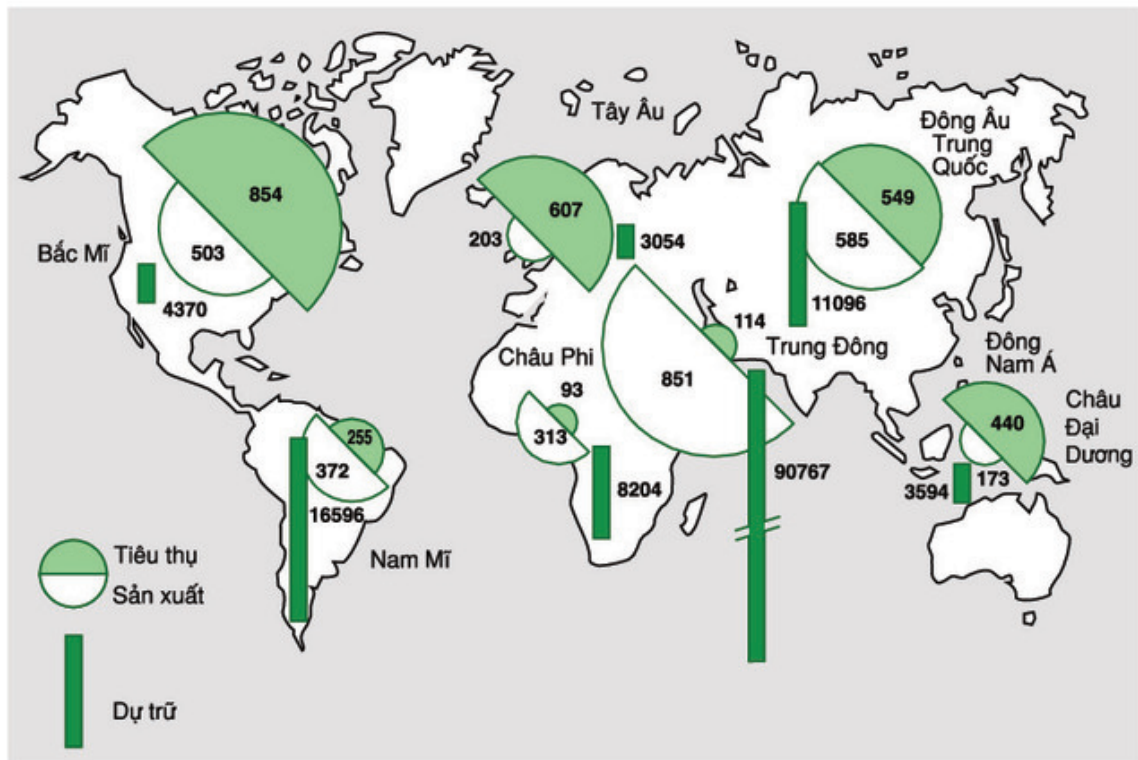 Tây Âu
Đông Âu
Trung
Quốc
854
607
549
Bắc Mĩ
503
203
3054
585
4370
11096
114
Trung Đông
Đông
Nam Á
Châu Phi
851
93
Châu
Đại
Dương
440
255
313
372
90767
173
3594
8204
16596
Nam Mĩ
Tiêu thụ
Sản xuất
Dự trữ